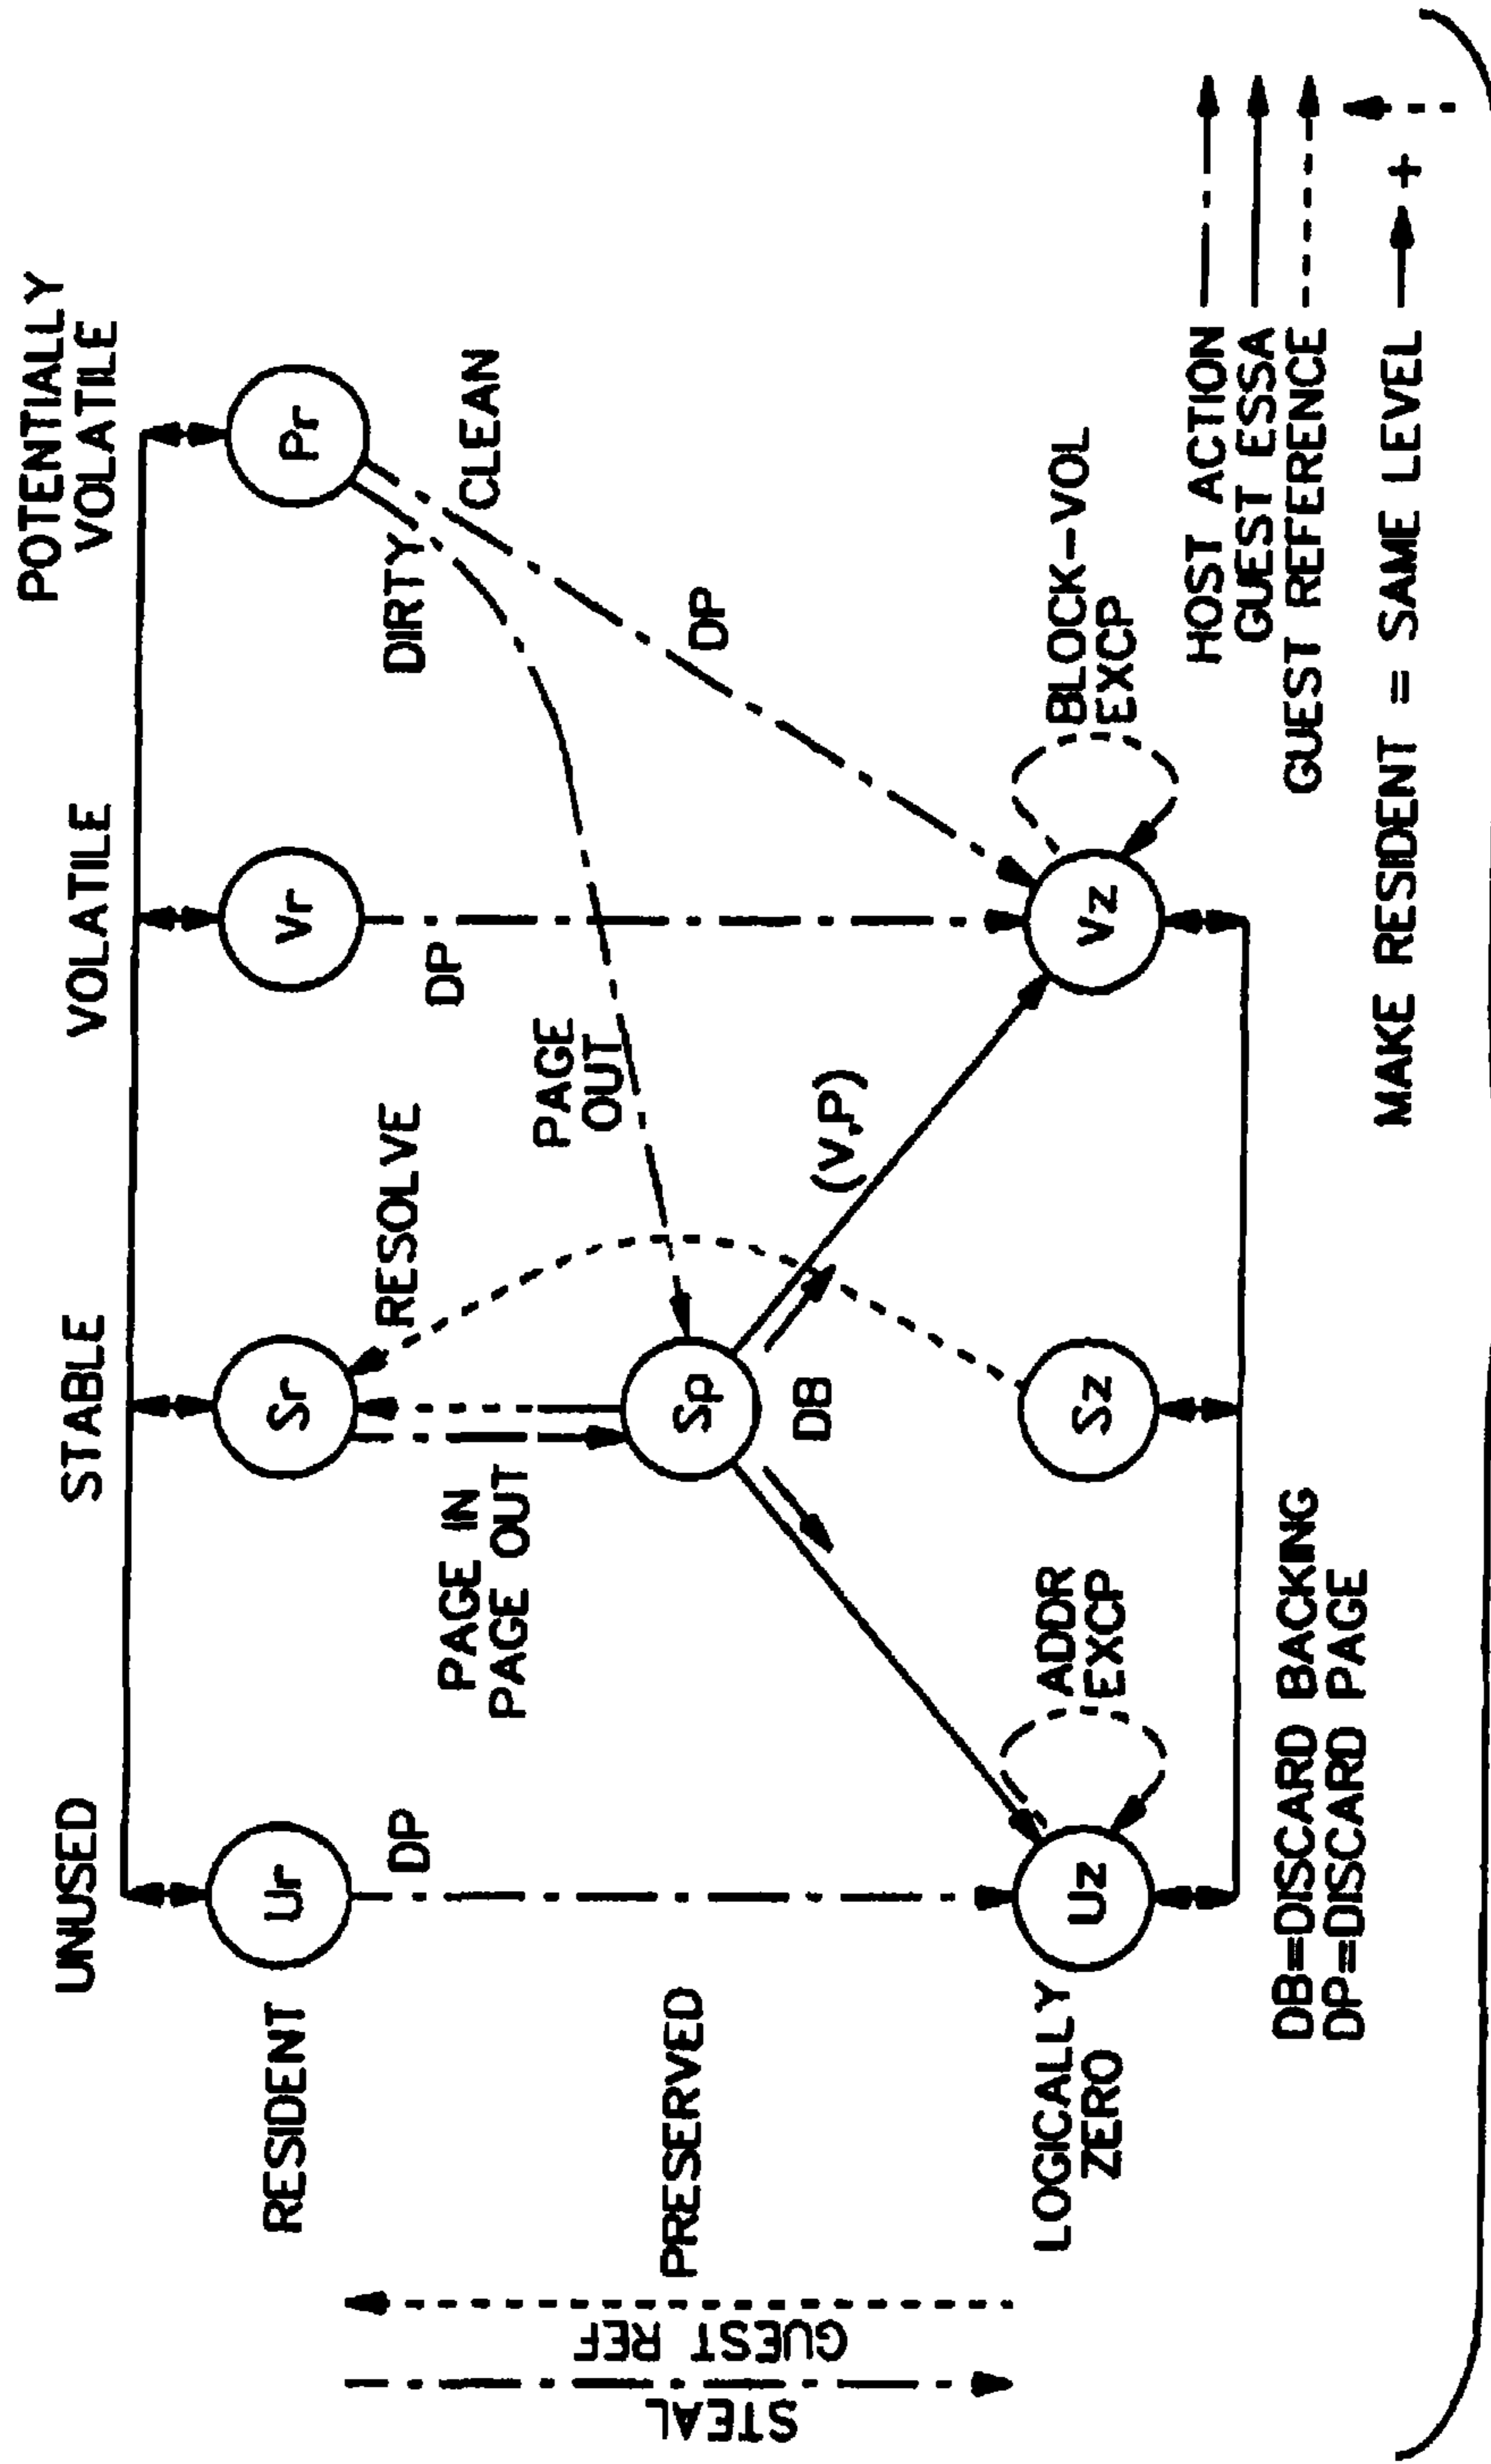 UNUSED
STABLE
VOLATILE
POTENTIALLY
VOLATILE
RESIDENT
Ur
Sr
Vr
Pr
DP
PAGE IN
PAGE OUT
RESOLVE
DP
DIRTY
CLEAN
PAGE
OUT
STEAL
GUEST REF
PRESERVED
Sp
DP
DB
(V,P)
LOGICALLY
ZERO
Uz
ADDR
EXCP
Sz
Vz
BLOCK-VOL
EXCP
DB=DISCARD BACKING
DP=DISCARD PAGE
HOST ACTION
GUEST ESSA
GUEST REFERENCE
MAKE RESIDENT = SAME LEVEL → +